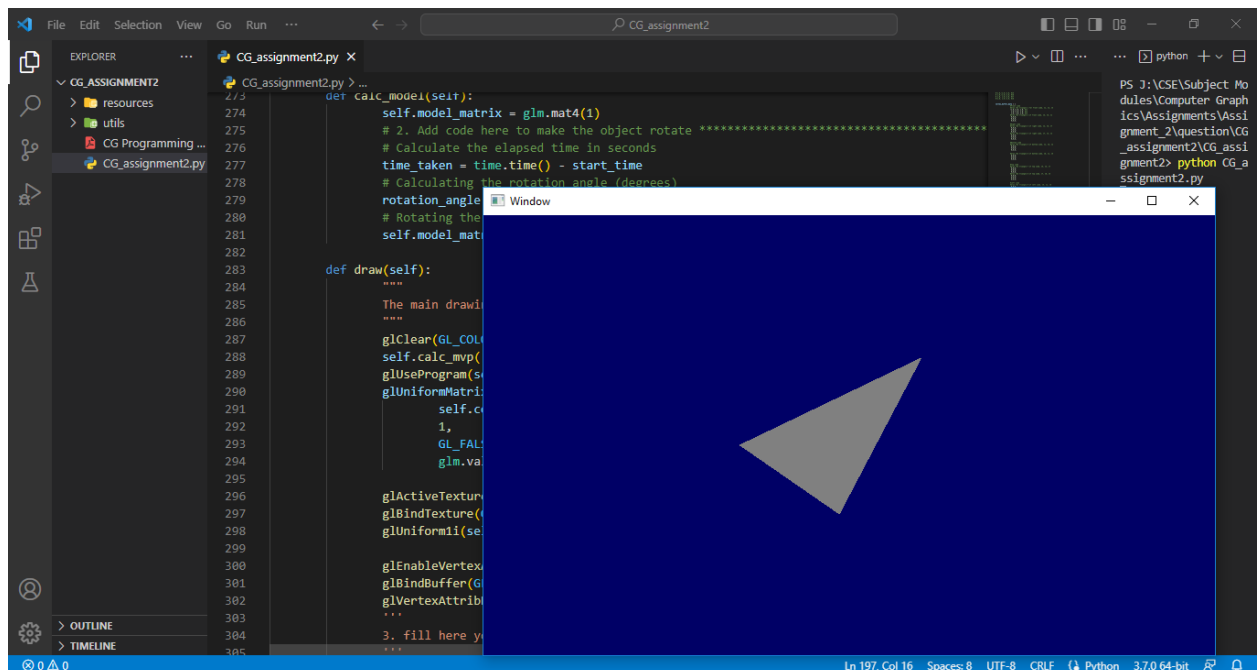 File Edit Selection View Go Run ··· CG_assignment2
EXPLORER ···
CG_ASSIGNMENT2
resources
utils
CG Programming ...
CG_assignment2.py
OUTLINE
TIMELINE
CG_assignment2.py
CG_assignment2.py > ...
273 def calc_model(self):
274 self.model_matrix = glm.mat4(1)
275 # 2. Add code here to make the object rotate *****************************************
276 # Calculate the elapsed time in seconds
277 time_taken = time.time() - start_time
278 # Calculating the rotation angle (degrees)
279 rotation_angle
280 # Rotating the
281 self.model_mat
282
283 def draw(self):
284 """
285 The main drawi
286 """
287 glClear(GL_COL
288 self.calc_mvp(
289 glUseProgram(se
290 glUniformMatri
291 self.c
292 1,
293 GL_FALS
294 glm.va
295
296 glActiveTextur
297 glBindTexture(
298 glUniform1i(se
299
300 glEnableVertex
301 glBindBuffer(G
302 glVertexAttrib
303 '''
304 3. fill here y
305 '''
Window
··· python
PS J:\CSE\Subject Mo
dules\Computer Graph
ics\Assignments\Assi
gnment_2\question\CG
_assignment2\CG_assi
gnment2> python CG_a
ssignment2.py
0 0 Ln 197, Col 16 Spaces: 8 UTF-8 CRLF Python 3.7.0 64-bit